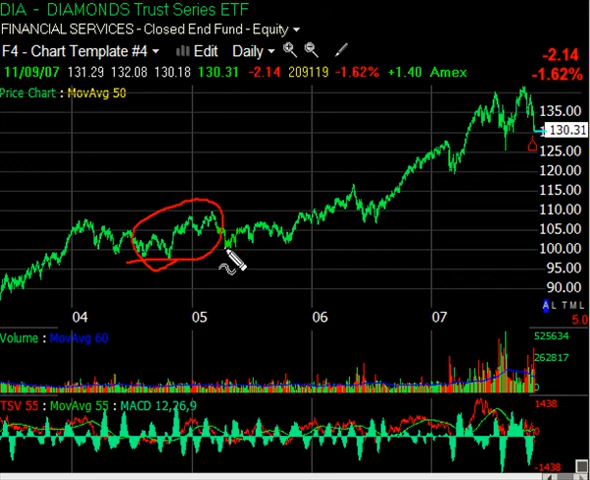 DIA - DIAMONDS Trust Series ETF
FINANCIAL SERVICES - Closed End Fund - Equity
F4 - Chart Template #4 Edit Daily
-2.14
11/09/07 131.29 132.08 130.18 130.31 -2.14 209119 -1.62% +1.40 Amex
-1.62%
Price Chart : MovAvg 50
135.00
130.31
125.00
120.00
115.00
110.00
105.00
100.00
95.00
90.00
A L T M L
04 05 06 07
5.0
Volume : MovAvg 60
525634
262817
0
TSV 55 : MovAvg 55 : MACD 12,26,9
1438
0
-1438